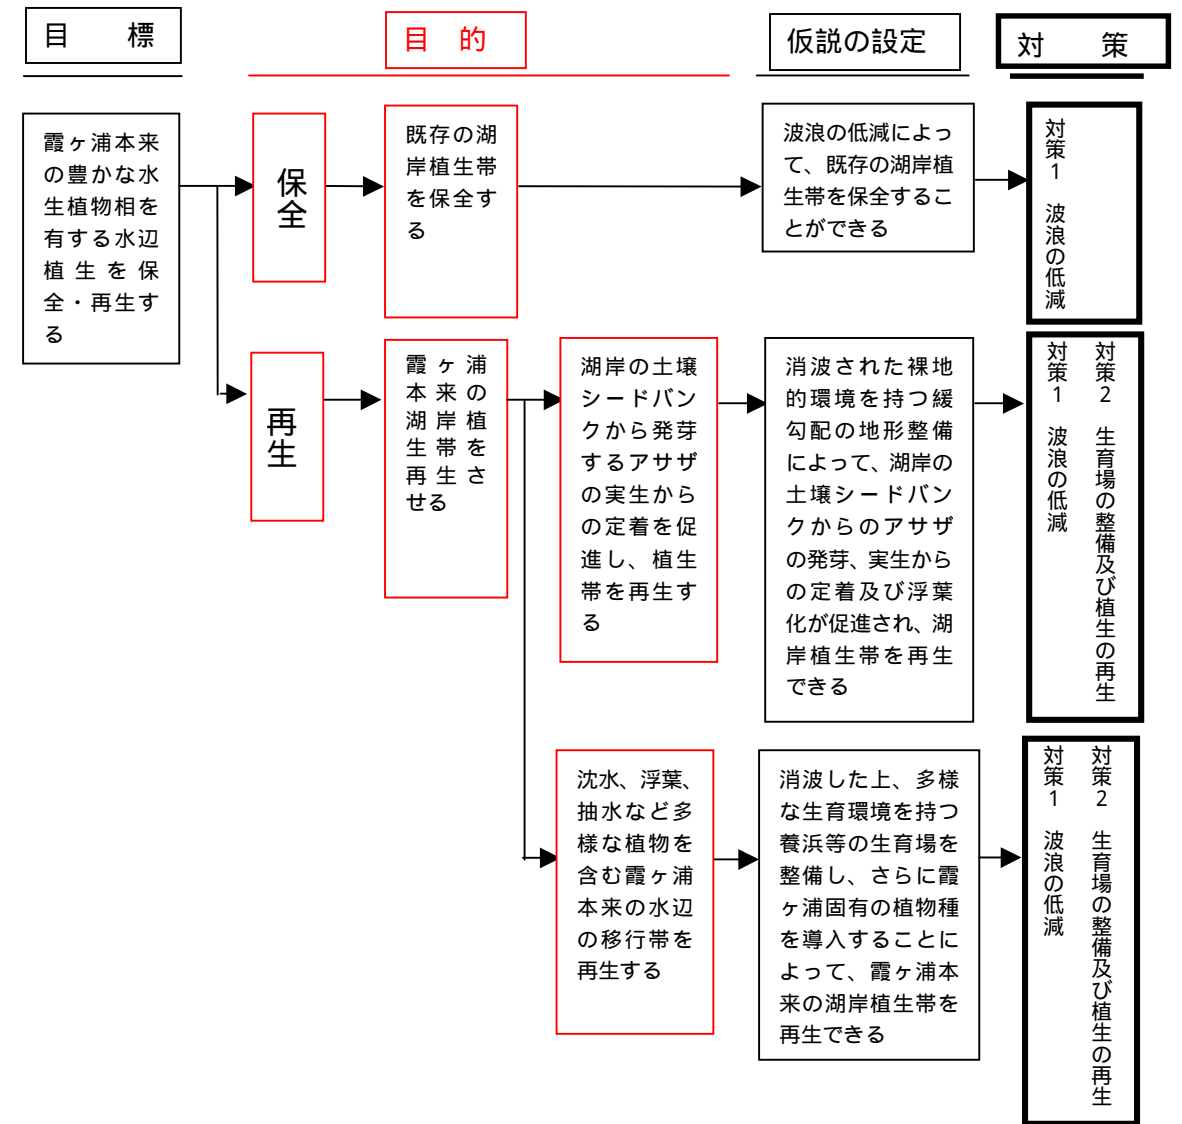 目　　標
目　的
仮説の設定
対　　策
霞ヶ浦本来
の豊かな水
生植物相を
有する水辺
植生を保
全・再生す
る
保全
既存の湖
岸植生帯
を保全す
る
波浪の低減によっ
て、既存の湖岸植
生帯を保全するこ
とができる
対策1　波浪の低減
再生
霞ヶ浦
本来の
湖岸植
生帯を
再生さ
せる
湖岸の土壌
シードバン
クから発芽
するアサザ
の実生から
の定着を促
進し、植生
帯を再生す
る
消波された裸地
的環境を持つ緩
勾配の地形整備
によって、湖岸の
土壌シードバン
クからのアサザ
の発芽、実生から
の定着及び浮葉
化が促進され、湖
岸植生帯を再生
できる
対策2　生育場の整備及び植生の再生
対策1　波浪の低減
沈水、浮葉、
抽水など多
様な植物を
含む霞ヶ浦
本来の水辺
の移行帯を
再生する
消波した上、多様
な生育環境を持つ
養浜等の生育場を
整備し、さらに霞
ヶ浦固有の植物種
を導入することに
よって、霞ヶ浦本
来の湖岸植生帯を
再生できる
対策2　生育場の整備及び植生の再生
対策1　波浪の低減